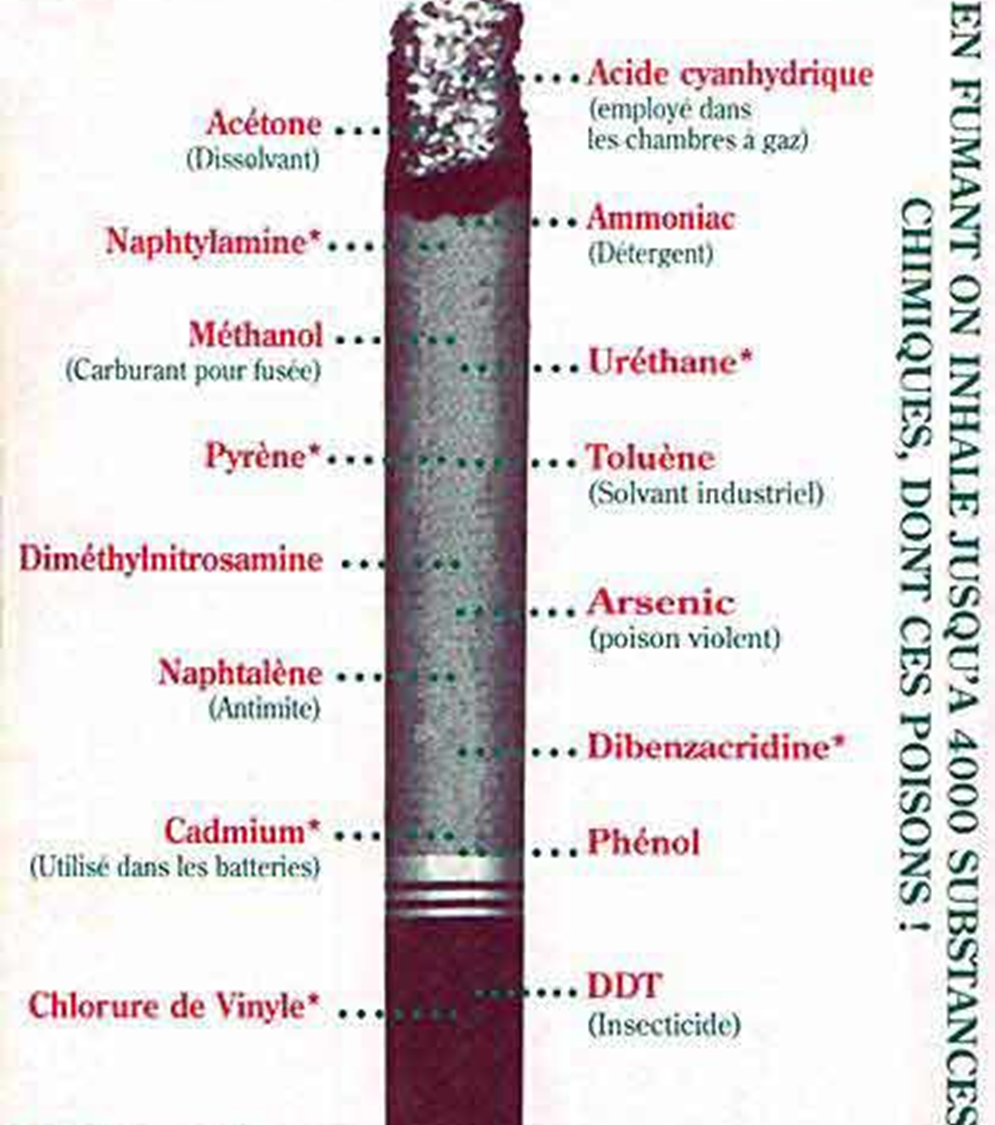 Acide cyanhydrique
(employé dans
les chambres à gaz)
Acétone
(Dissolvant)
Ammoniac
(Détergent)
Naphtylamine*
Méthanol
(Carburant pour fusée)
Uréthane*
Pyrène*
Toluène
(Solvant industriel)
Diméthylnitrosamine
Arsenic
(poison violent)
Naphtalène
(Antimite)
Dibenzacridine*
Cadmium*
(Utilisé dans les batteries)
Phénol
DDT
(Insecticide)
Chlorure de Vinyle*
EN FUMANT ON INHALE JUSQU'A 4000 SUBSTANCES
CHIMIQUES, DONT CES POISONS !